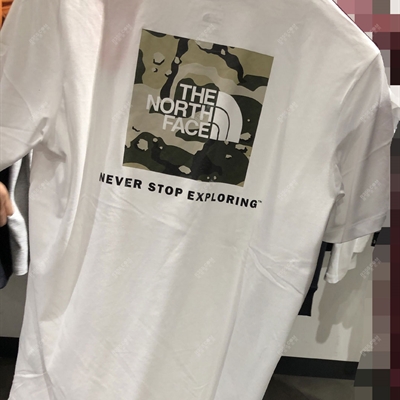 THE
NORTH
FACE
NEVER STOP EXPLORING™